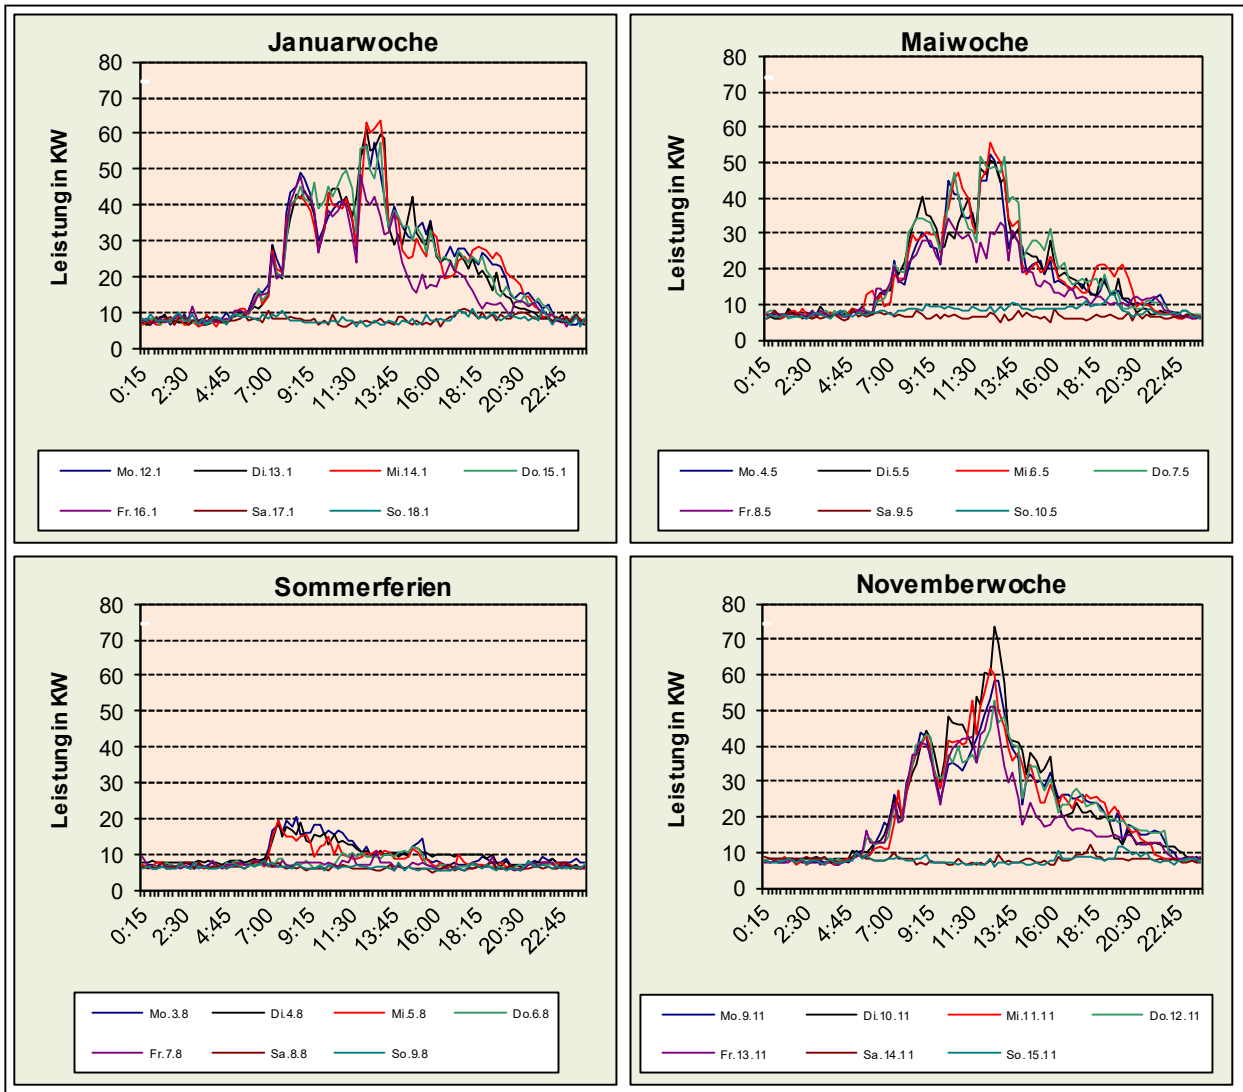 Januarwoche
Leistung in KW
80
70
60
50
40
30
20
10
0
0:15
2:30
4:45
7:00
9:15
11:30
13:45
16:00
18:15
20:30
22:45
Mo.12.1
Di.13.1
Mi.14.1
Do.15.1
Fr.16.1
Sa.17.1
So.18.1
Maiwoche
Leistung in KW
80
70
60
50
40
30
20
10
0
0:15
2:30
4:45
7:00
9:15
11:30
13:45
16:00
18:15
20:30
22:45
Mo.4.5
Di.5.5
Mi.6.5
Do.7.5
Fr.8.5
Sa.9.5
So.10.5
Sommerferien
Leistung in KW
80
70
60
50
40
30
20
10
0
0:15
2:30
4:45
7:00
9:15
11:30
13:45
16:00
18:15
20:30
22:45
Mo.3.8
Di.4.8
Mi.5.8
Do.6.8
Fr.7.8
Sa.8.8
So.9.8
Novemberwoche
Leistung in KW
80
70
60
50
40
30
20
10
0
0:15
2:30
4:45
7:00
9:15
11:30
13:45
16:00
18:15
20:30
22:45
Mo.9.11
Di.10.11
Mi.11.11
Do.12.11
Fr.13.11
Sa.14.11
So.15.11